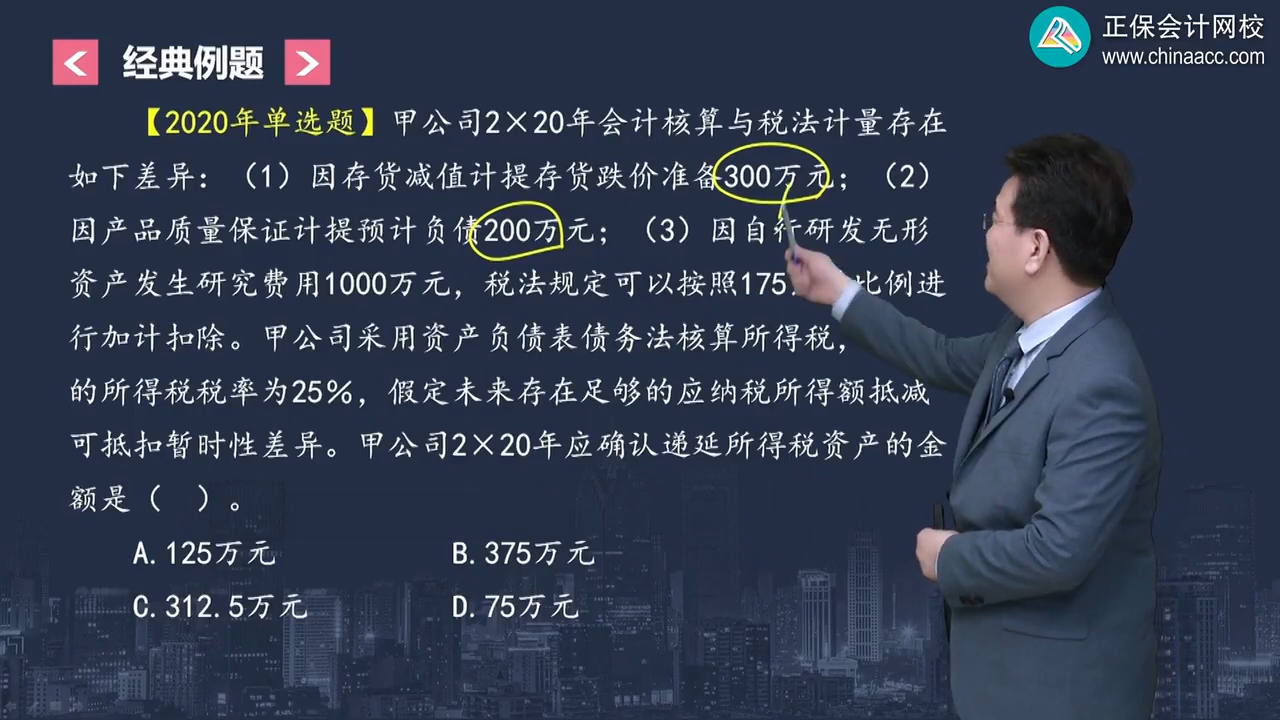 正保会计网校
www.chinaacc.com
经典例题
【2020年单选题】甲公司2×20年会计核算与税法计量存在
如下差异：（1）因存货减值计提存货跌价准备300万元；（2）
因产品质量保证计提预计负债200万元；（3）因自行研发无形
资产发生研究费用1000万元，税法规定可以按照175 比例进
行加计扣除。甲公司采用资产负债表债务法核算所得税，
的所得税税率为25%，假定未来存在足够的应纳税所得额抵减
可抵扣暂时性差异。甲公司2×20年应确认递延所得税资产的金
额是（ ）。
A.125万元 B.375万元
C.312.5万元 D.75万元